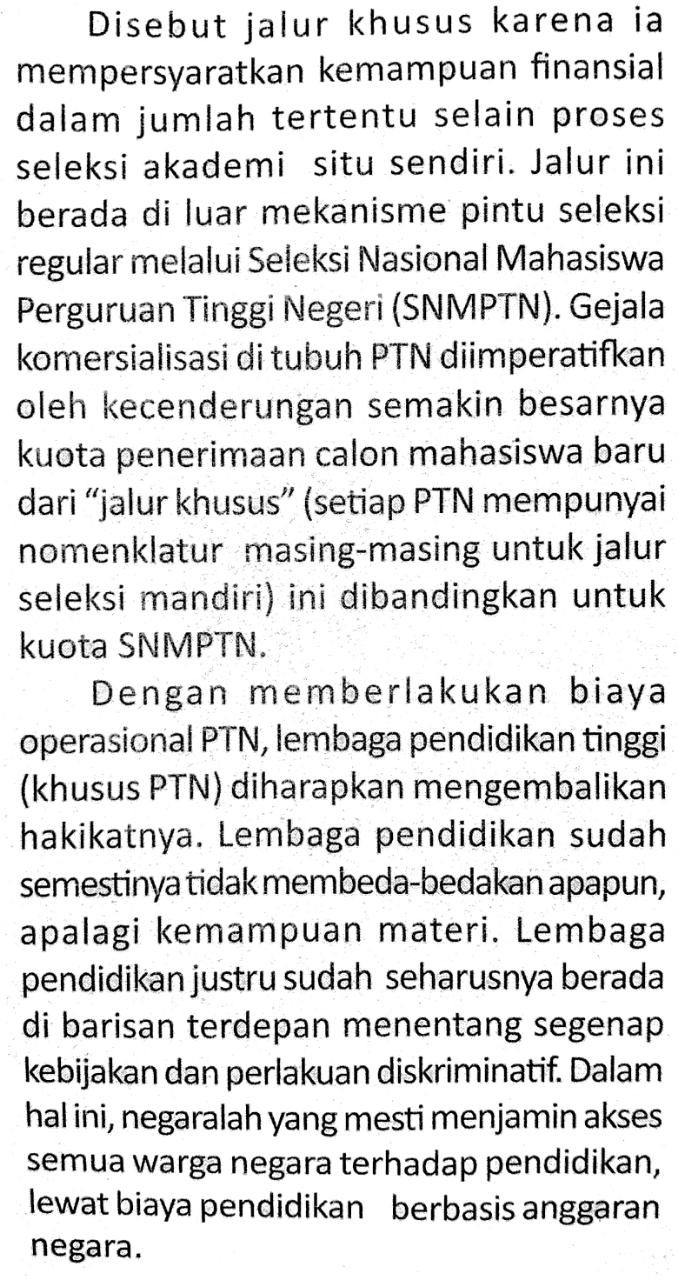 Disebut jalur khusus karena ia
mempersyaratkan kemampuan finansial
dalam jumlah tertentu selain proses
seleksi akademi situ sendiri. Jalur ini
berada di luar mekanisme pintu seleksi
regular melalui Seleksi Nasional Mahasiswa
Perguruan Tinggi Negeri (SNMPTN). Gejala
komersialisasi di tubuh PTN diimperatifkan
oleh kecenderungan semakin besarnya
kuota penerimaan calon mahasiswa baru
dari “jalur khusus” (setiap PTN mempunyai
nomenklatur masing-masing untuk jalur
seleksi mandiri) ini dibandingkan untuk
kuota SNMPTN.
Dengan memberlakukan biaya
operasional PTN, lembaga pendidikan tinggi
(khusus PTN) diharapkan mengembalikan
hakikatnya. Lembaga pendidikan sudah
semestinya tidak membeda-bedakan apapun,
apalagi kemampuan materi. Lembaga
pendidikan justru sudah seharusnya berada
di barisan terdepan menentang segenap
kebijakan dan perlakuan diskriminatif. Dalam
hal ini, negaralah yang mesti menjamin akses
semua warga negara terhadap pendidikan,
lewat biaya pendidikan berbasis anggaran
negara.